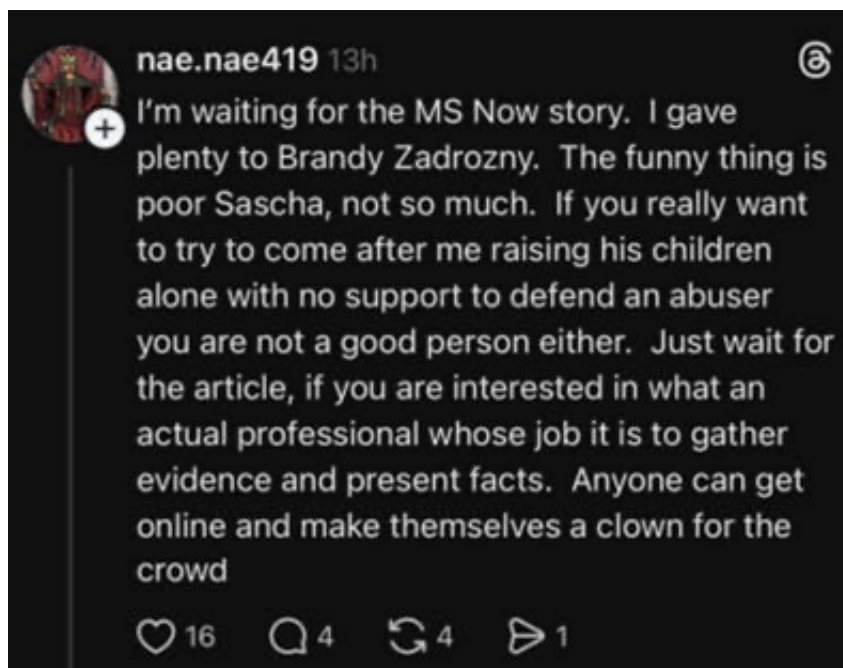 nae.nae419 13h
I'm waiting for the MS Now story.  I gave
plenty to Brandy Zadrozny.  The funny thing is
poor Sascha, not so much.  If you really want
to try to come after me raising his children
alone with no support to defend an abuser
you are not a good person either.  Just wait for
the article, if you are interested in what an
actual professional whose job it is to gather
evidence and present facts.  Anyone can get
online and make themselves a clown for the
crowd
16 4 4 1